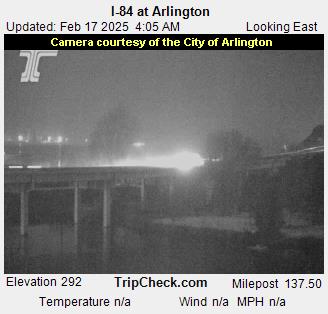 I-84 at Arlington
Updated: Feb 17 2025 4:05 AM Looking East
Camera courtesy of the City of Arlington
Elevation 292 TripCheck.com Milepost 137.50
Temperature n/a Wind n/a MPH n/a